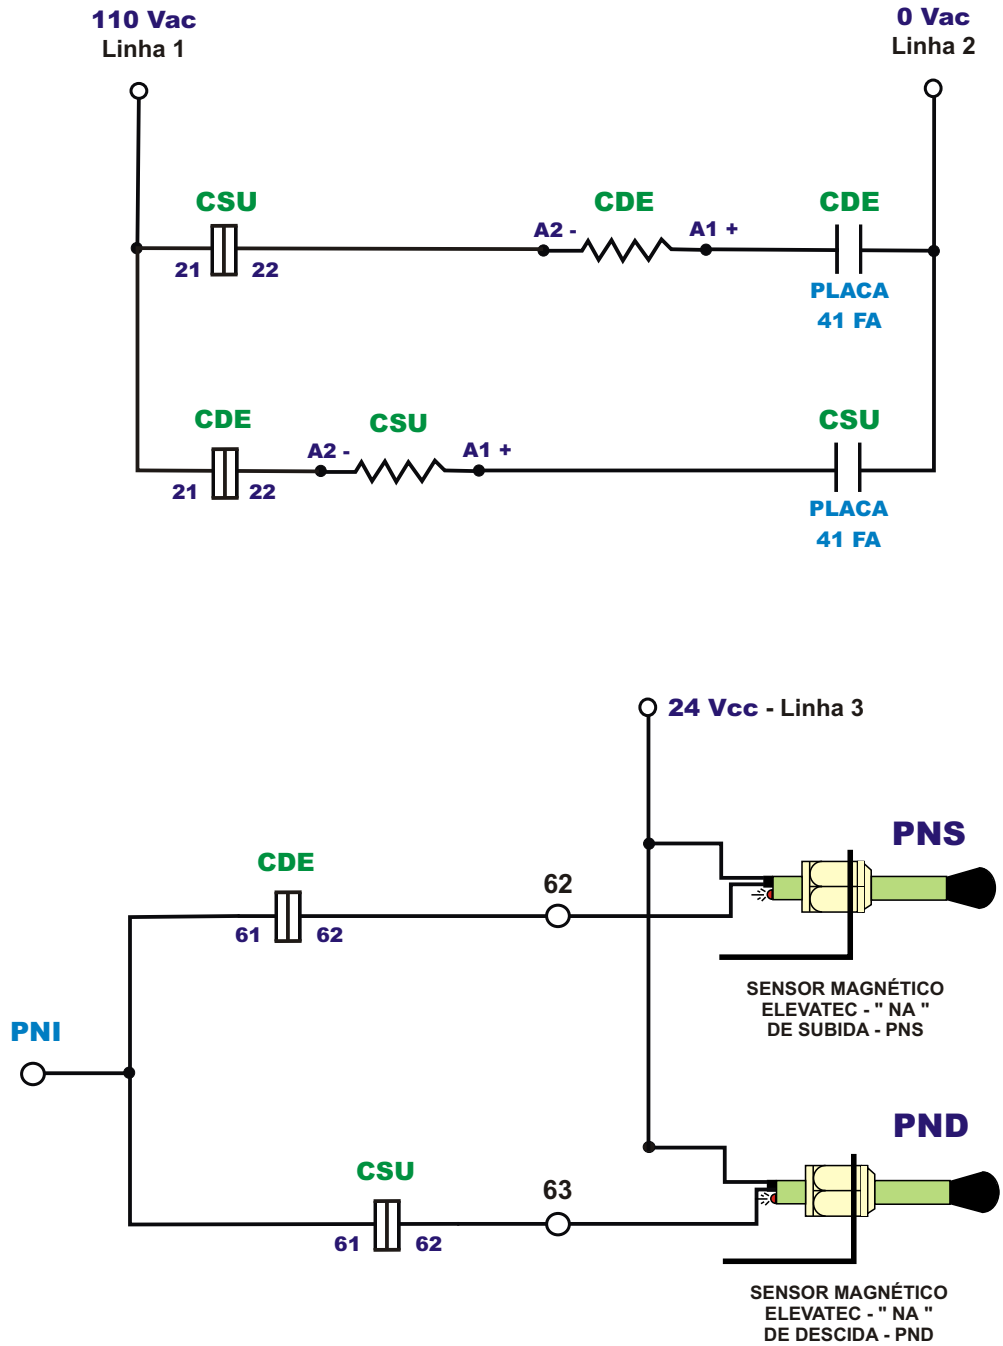 110 Vac
Linha 1
0 Vac
Linha 2
CSU
21
22
CDE
A2 -
A1 +
CDE
PLACA
41 FA
CDE
21
22
CSU
A2 -
A1 +
CSU
PLACA
41 FA
24 Vcc - Linha 3
PNS
CDE
61
62
62
SENSOR MAGNÉTICO
ELEVATEC - " NA "
DE SUBIDA - PNS
PNI
PND
CSU
61
62
63
SENSOR MAGNÉTICO
ELEVATEC - " NA "
DE DESCIDA - PND